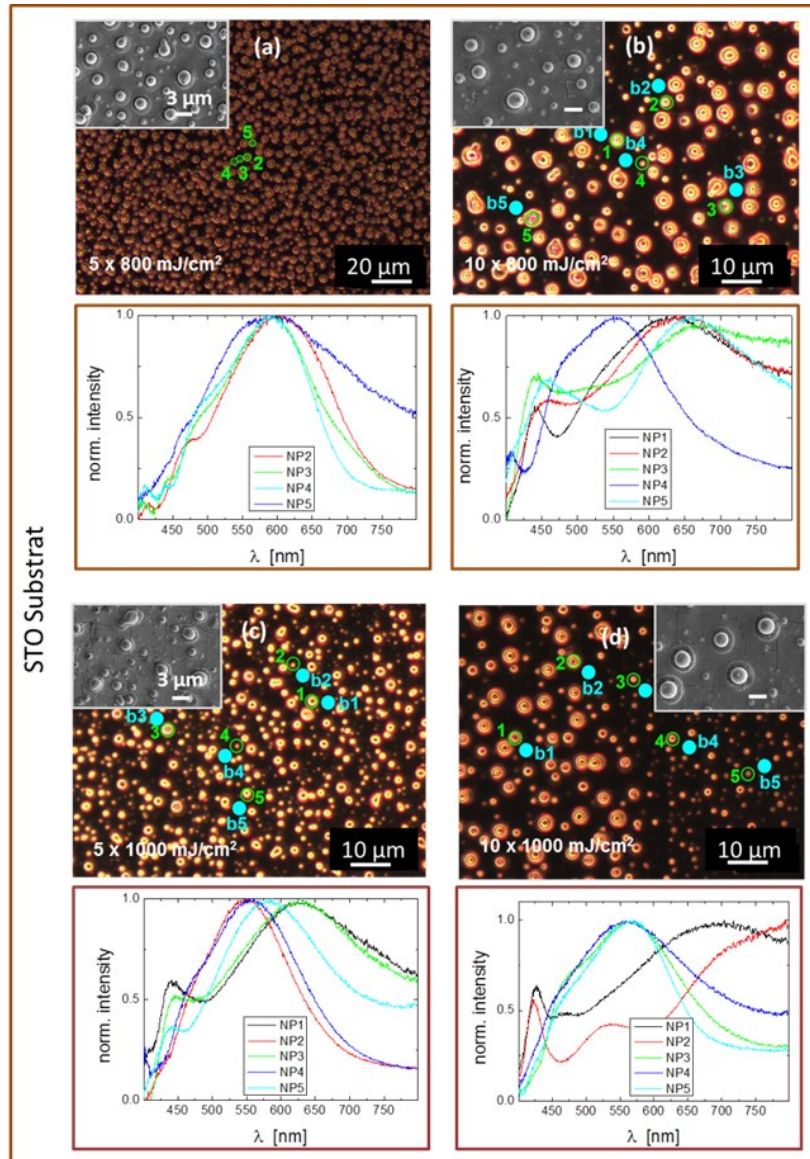 STO Substrat
(a)
3 µm
5
4 3 2
5 x 800 mJ/cm²
20 µm
(b)
b2
2
b1
1
b4
4
b3
3
b5
5
10 x 800 mJ/cm²
10 µm
norm. intensity
1.0
0.5
0.0
NP2
NP3
NP4
NP5
450 500 550 600 650 700 750
λ [nm]
norm. intensity
1.0
0.5
0.0
NP1
NP2
NP3
NP4
NP5
450 500 550 600 650 700 750
λ [nm]
(c)
3 µm
2
b2
1
b1
b3
3
4
b4
5
b5
5 x 1000 mJ/cm²
10 µm
(d)
2
b2
3
1
b1
4
b4
5
b5
10 x 1000 mJ/cm²
10 µm
norm. intensity
1.0
0.5
0.0
NP1
NP2
NP3
NP4
NP5
450 500 550 600 650 700 750
λ [nm]
norm. intensity
1.0
0.5
0.0
NP1
NP2
NP3
NP4
NP5
450 500 550 600 650 700 750
λ [nm]